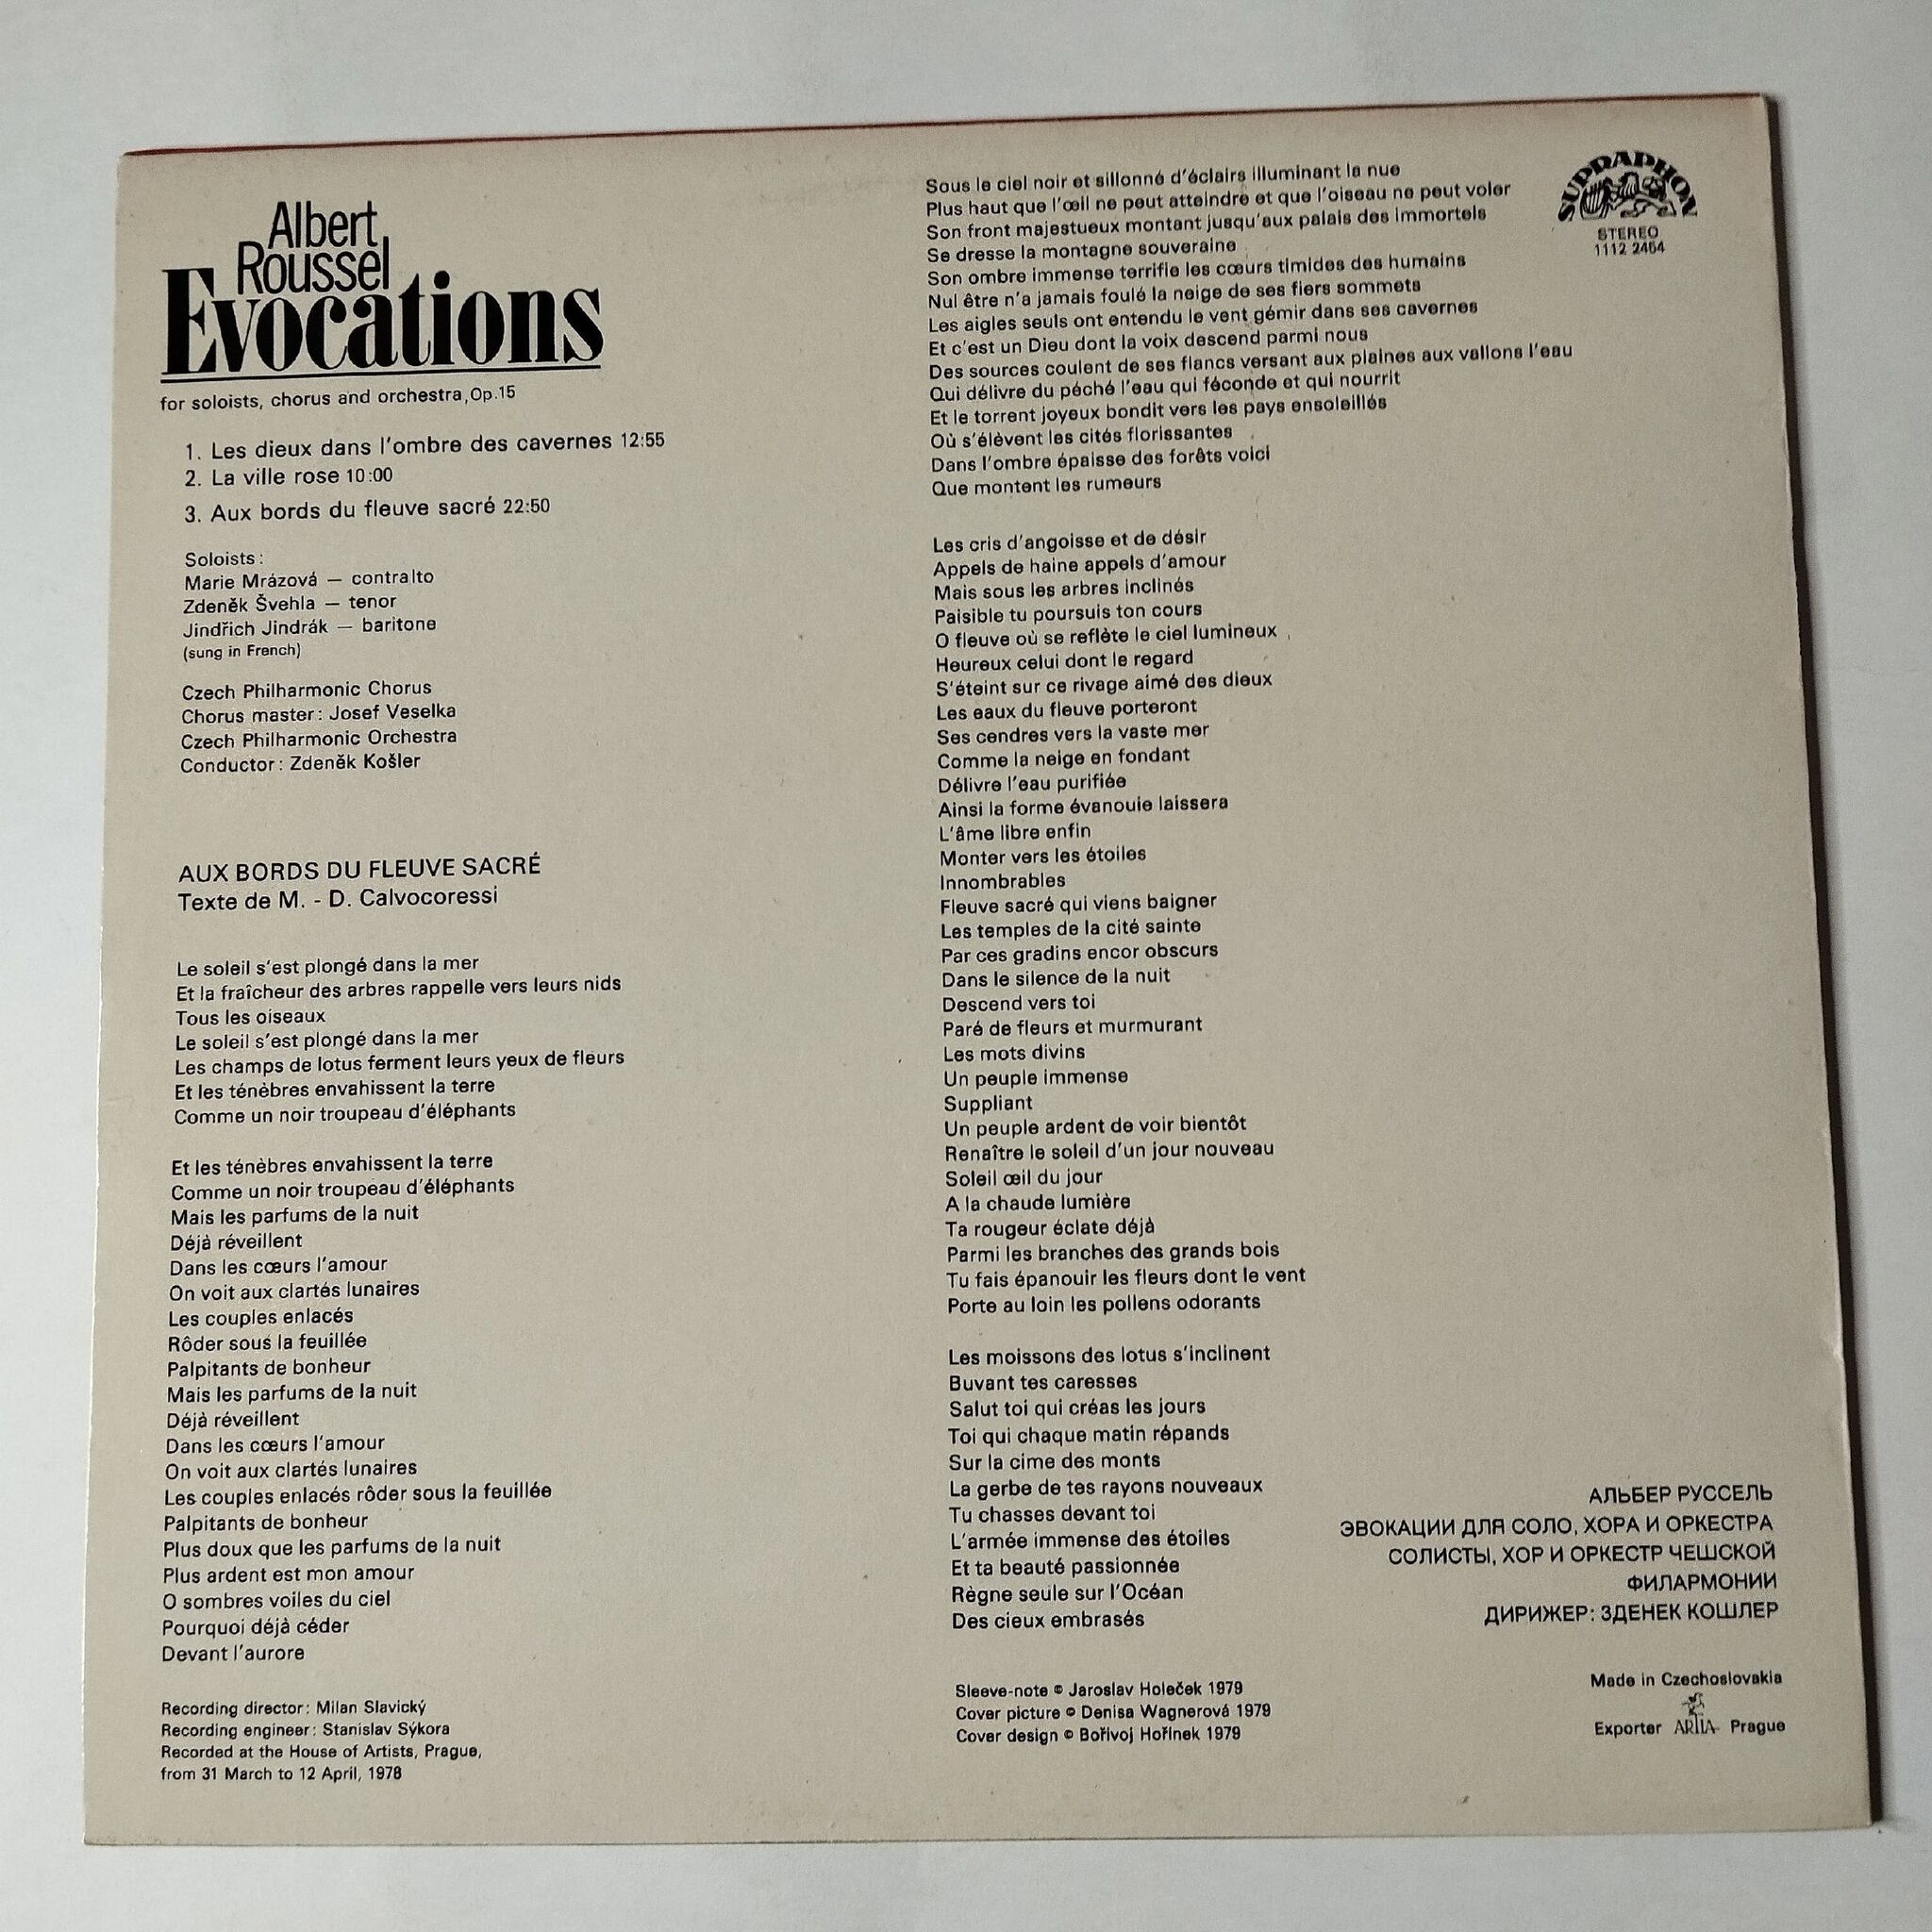 Albert
Roussel
Evocations
for soloists, chorus and orchestra, Op.15
1. Les dieux dans l'ombre des cavernes 12:55
2. La ville rose 10:00
3. Aux bords du fleuve sacré 22:50
Soloists:
Marie Mrázová — contralto
Zdeněk Švehla — tenor
Jindřich Jindrák — baritone
(sung in French)
Czech Philharmonic Chorus
Chorus master: Josef Veselka
Czech Philharmonic Orchestra
Conductor: Zdeněk Košler
AUX BORDS DU FLEUVE SACRÉ
Texte de M. - D. Calvocoressi
Le soleil s'est plongé dans la mer
Et la fraîcheur des arbres rappelle vers leurs nids
Tous les oiseaux
Le soleil s'est plongé dans la mer
Les champs de lotus ferment leurs yeux de fleurs
Et les ténèbres envahissent la terre
Comme un noir troupeau d'éléphants
Et les ténèbres envahissent la terre
Comme un noir troupeau d'éléphants
Mais les parfums de la nuit
Déjà réveillent
Dans les cœurs l'amour
On voit aux clartés lunaires
Les couples enlacés
Rôder sous la feuillée
Palpitants de bonheur
Mais les parfums de la nuit
Déjà réveillent
Dans les cœurs l'amour
On voit aux clartés lunaires
Les couples enlacés rôder sous la feuillée
Palpitants de bonheur
Plus doux que les parfums de la nuit
Plus ardent est mon amour
O sombres voiles du ciel
Pourquoi déjà céder
Devant l'aurore
Recording director: Milan Slavický
Recording engineer: Stanislav Sýkora
Recorded at the House of Artists, Prague,
from 31 March to 12 April, 1978
Sous le ciel noir et sillonné d'éclairs illuminant la nue
Plus haut que l'œil ne peut atteindre et que l'oiseau ne peut voler
Son front majestueux montant jusqu'aux palais des immortels
Se dresse la montagne souveraine
Son ombre immense terrifie les cœurs timides des humains
Nul être n'a jamais foulé la neige de ses fiers sommets
Les aigles seuls ont entendu le vent gémir dans ses cavernes
Et c'est un Dieu dont la voix descend parmi nous
Des sources coulent de ses flancs versant aux plaines aux vallons l'eau
Qui délivre du péché l'eau qui féconde et qui nourrit
Et le torrent joyeux bondit vers les pays ensoleillés
Où s'élèvent les cités florissantes
Dans l'ombre épaisse des forêts voici
Que montent les rumeurs
Les cris d'angoisse et de désir
Appels de haine appels d'amour
Mais sous les arbres inclinés
Paisible tu poursuis ton cours
O fleuve où se reflète le ciel lumineux
Heureux celui dont le regard
S'éteint sur ce rivage aimé des dieux
Les eaux du fleuve porteront
Ses cendres vers la vaste mer
Comme la neige en fondant
Délivre l'eau purifiée
Ainsi la forme évanouie laissera
L'âme libre enfin
Monter vers les étoiles
Innombrables
Fleuve sacré qui viens baigner
Les temples de la cité sainte
Par ces gradins encor obscurs
Dans le silence de la nuit
Descend vers toi
Paré de fleurs et murmurant
Les mots divins
Un peuple immense
Suppliant
Un peuple ardent de voir bientôt
Renaître le soleil d'un jour nouveau
Soleil œil du jour
A la chaude lumière
Ta rougeur éclate déjà
Parmi les branches des grands bois
Tu fais épanouir les fleurs dont le vent
Porte au loin les pollens odorants
Les moissons des lotus s'inclinent
Buvant tes caresses
Salut toi qui créas les jours
Toi qui chaque matin répands
Sur la cime des monts
La gerbe de tes rayons nouveaux
Tu chasses devant toi
L'armée immense des étoiles
Et ta beauté passionnée
Règne seule sur l'Océan
Des cieux embrasés
Sleeve-note © Jaroslav Holeček 1979
Cover picture © Denisa Wagnerová 1979
Cover design © Bořivoj Hořínek 1979
SUPRAPHON
STEREO
1112 2464
АЛЬБЕР РУССЕЛЬ
ЭВОКАЦИИ ДЛЯ СОЛО, ХОРА И ОРКЕСТРА
СОЛИСТЫ, ХОР И ОРКЕСТР ЧЕШСКОЙ
ФИЛАРМОНИИ
ДИРИЖЕР: ЗДЕНЕК КОШЛЕР
Made in Czechoslovakia
Exporter ARTIA Prague